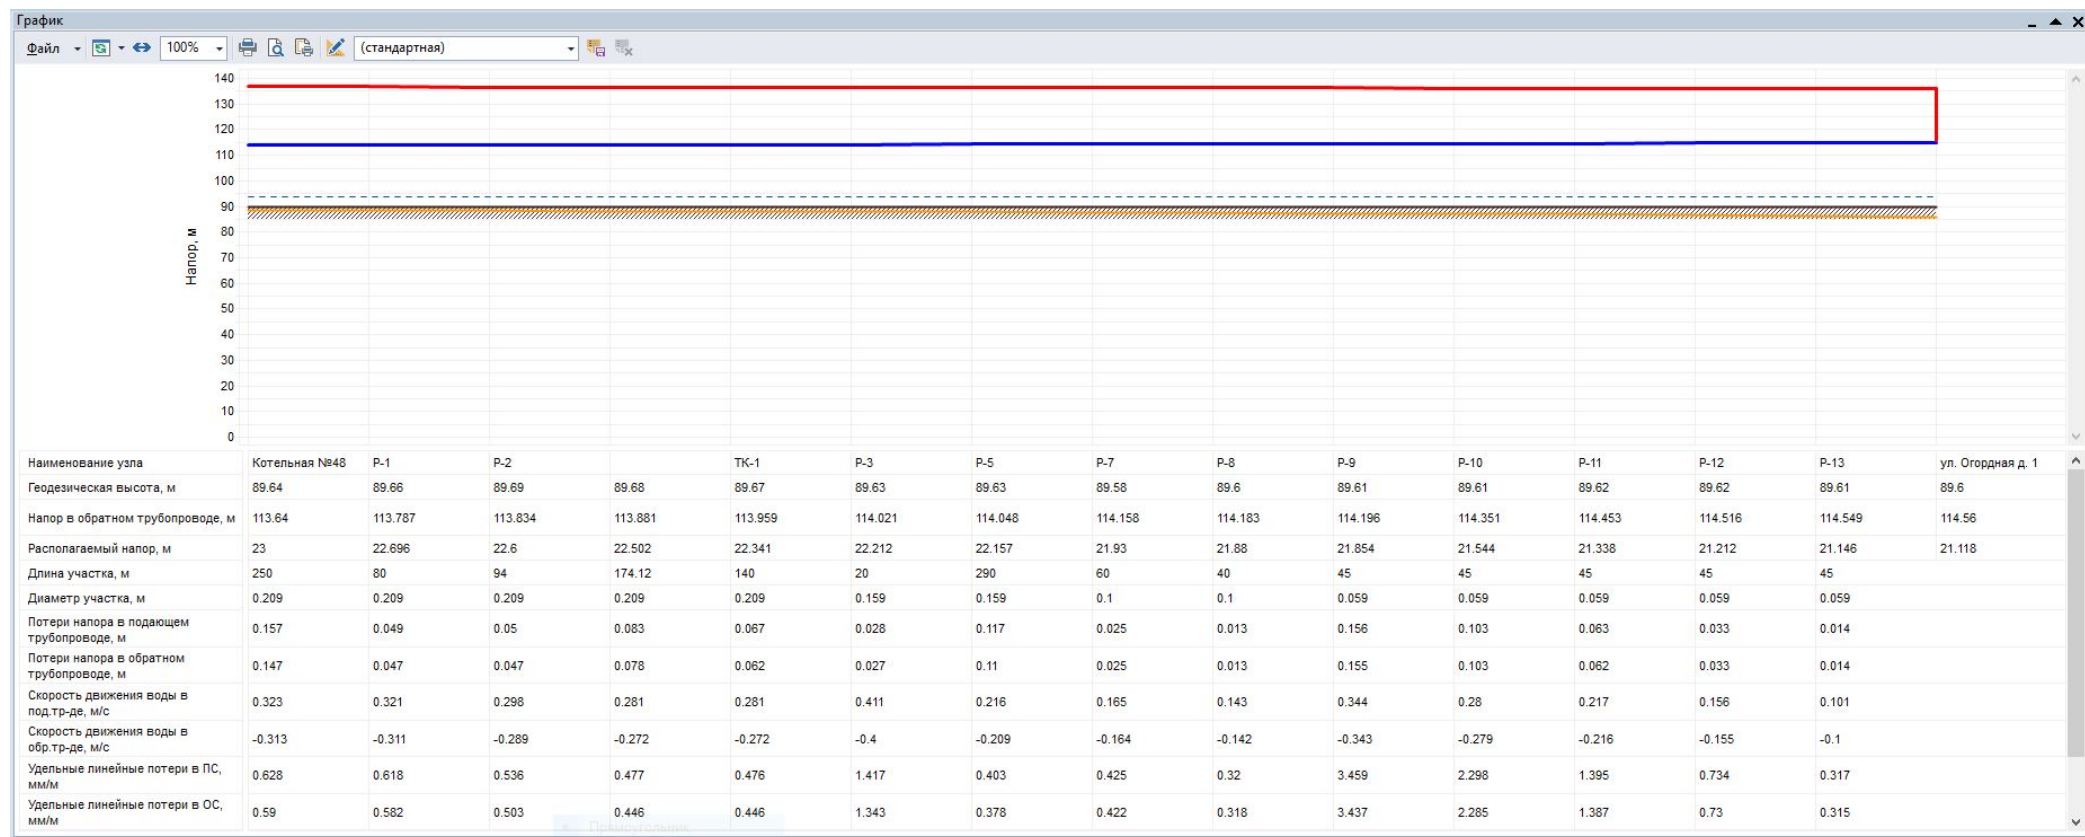 График
Файл 100% (стандартная)
140
130
120
110
100
90
80
70
60
50
40
30
20
10
0
Напор, м
Наименование узла Котельная №48 Р-1 Р-2 ТК-1 Р-3 Р-5 Р-7 Р-8 Р-9 Р-10 Р-11 Р-12 Р-13 ул. Огордная д. 1
Геодезическая высота, м 89.64 89.66 89.69 89.68 89.67 89.63 89.63 89.58 89.6 89.61 89.61 89.62 89.62 89.61 89.6
Напор в обратном трубопроводе, м 113.64 113.787 113.834 113.881 113.959 114.021 114.048 114.158 114.183 114.196 114.351 114.453 114.516 114.549 114.56
Располагаемый напор, м 23 22.696 22.6 22.502 22.341 22.212 22.157 21.93 21.88 21.854 21.544 21.338 21.212 21.146 21.118
Длина участка, м 250 80 94 174.12 140 20 290 60 40 45 45 45 45 45
Диаметр участка, м 0.209 0.209 0.209 0.209 0.209 0.159 0.159 0.1 0.1 0.059 0.059 0.059 0.059 0.059
Потери напора в подающем
трубопроводе, м 0.157 0.049 0.05 0.083 0.067 0.028 0.117 0.025 0.013 0.156 0.103 0.063 0.033 0.014
Потери напора в обратном
трубопроводе, м 0.147 0.047 0.047 0.078 0.062 0.027 0.11 0.025 0.013 0.155 0.103 0.062 0.033 0.014
Скорость движения воды в
под.тр-де, м/с 0.323 0.321 0.298 0.281 0.281 0.411 0.216 0.165 0.143 0.344 0.28 0.217 0.156 0.101
Скорость движения воды в
обр.тр-де, м/с -0.313 -0.311 -0.289 -0.272 -0.272 -0.4 -0.209 -0.164 -0.142 -0.343 -0.279 -0.216 -0.155 -0.1
Удельные линейные потери в ПС,
мм/м 0.628 0.618 0.536 0.477 0.476 1.417 0.403 0.425 0.32 3.459 2.298 1.395 0.734 0.317
Удельные линейные потери в ОС,
мм/м 0.59 0.582 0.503 0.446 0.446 1.343 0.378 0.422 0.318 3.437 2.285 1.387 0.73 0.315
Прямоугольник